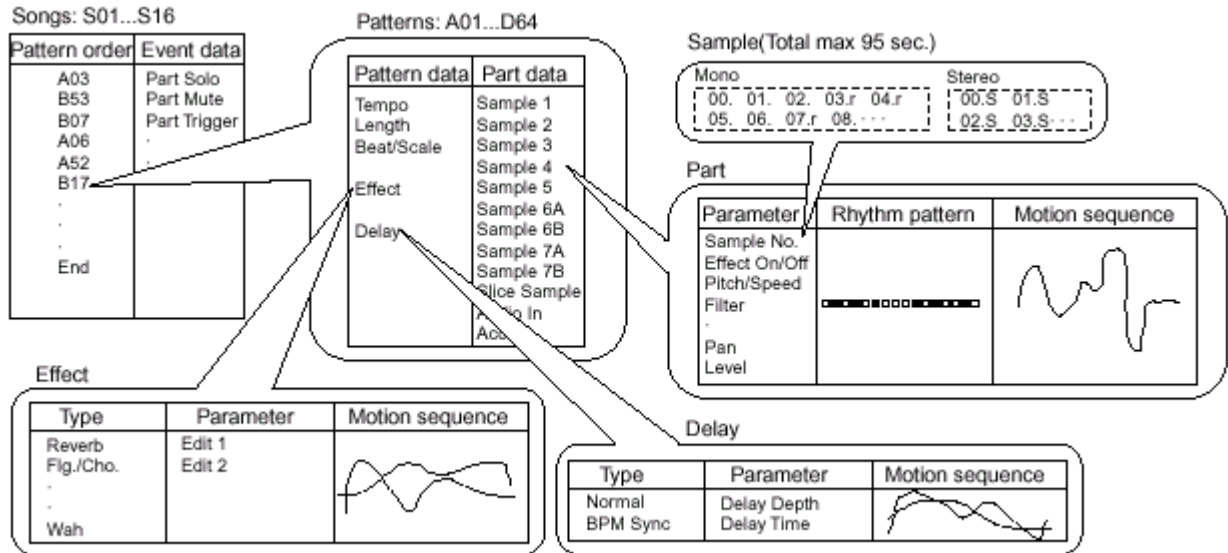 Songs: S01...S16
Pattern order Event data
A03 Part Solo
B53 Part Mute
B07 Part Trigger
A06 .
A52 .
B17
.
.
.
End
Patterns: A01...D64
Pattern data Part data
Tempo Sample 1
Length Sample 2
Beat/Scale Sample 3
Sample 4
Effect Sample 5
Sample 6A
Delay Sample 6B
Sample 7A
Sample 7B
Slice Sample
In
Sample(Total max 95 sec.)
Mono Stereo
00. 01. 02. 03.r 04.r 00.S 01.S
05. 06. 07.r 08. · · · 02.S 03.S· · ·
Part
Parameter Rhythm pattern Motion sequence
Sample No.
Effect On/Off
Pitch/Speed
Filter
.
Pan
Level
Effect
Type Parameter Motion sequence
Reverb Edit 1
Flg./Cho. Edit 2
.
.
Wah
Delay
Type Parameter Motion sequence
Normal Delay Depth
BPM Sync Delay Time